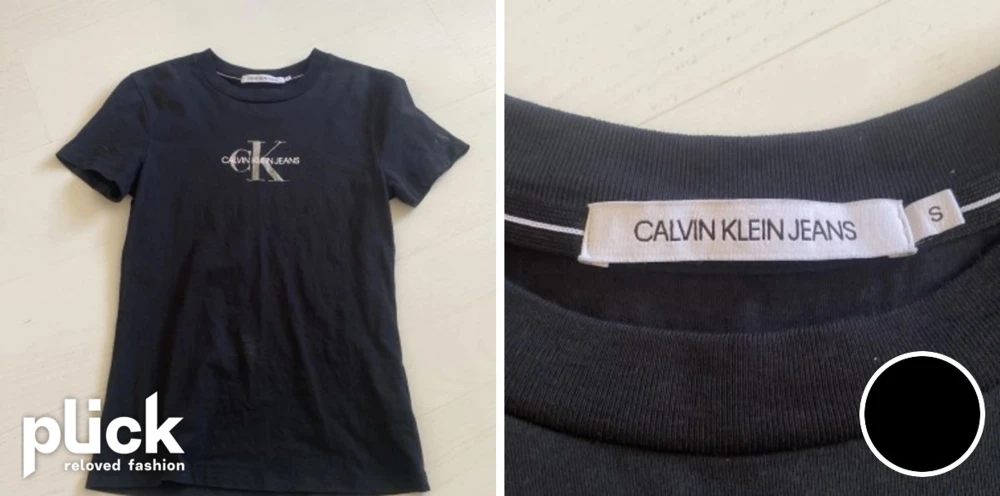 CK
CALVIN KLEIN JEANS
plick
reloved fashion
CALVIN KLEIN JEANS
S